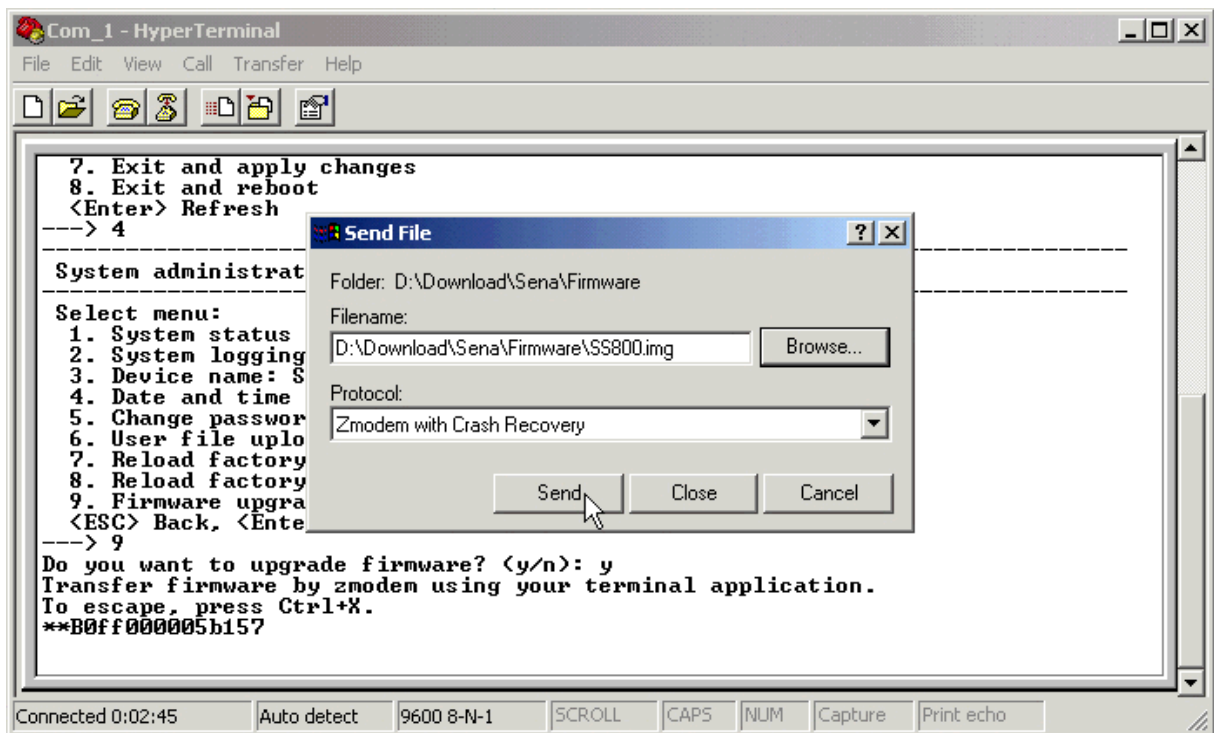 Com_1 - HyperTerminal
File Edit View Call Transfer Help
7. Exit and apply changes
8. Exit and reboot
<Enter> Refresh
---> 4
System administrat
Select menu:
1. System status
2. System logging
3. Device name: S
4. Date and time
5. Change passwor
6. User file uplo
7. Reload factory
8. Reload factory
9. Firmware upgra
<ESC> Back, <Ente
---> 9
Do you want to upgrade firmware? (y/n): y
Transfer firmware by zmodem using your terminal application.
To escape, press Ctrl+X.
**B0ff000005b157
Send File
Folder: D:\Download\Sena\Firmware
Filename:
D:\Download\Sena\Firmware\SS800.img
Browse...
Protocol:
Zmodem with Crash Recovery
Send Close Cancel
Connected 0:02:45 Auto detect 9600 8-N-1 SCROLL CAPS NUM Capture Print echo